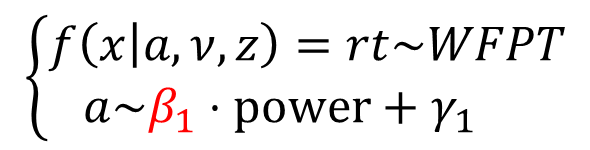 f(x|a, ν, z) = rt~WFPT
a~β₁ · power + γ₁